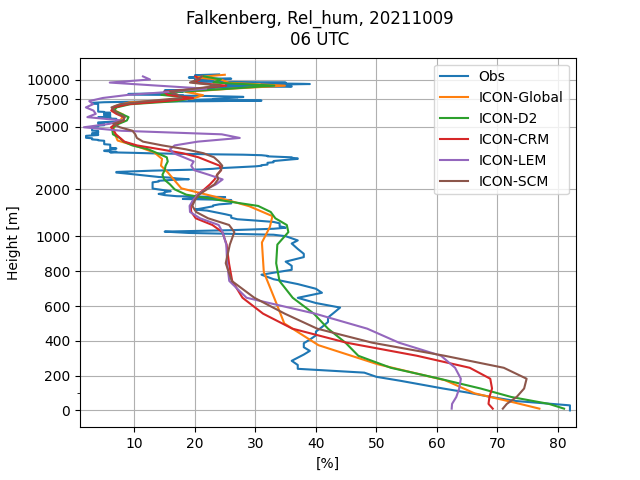 Falkenberg, Rel_hum, 20211009
06 UTC
Height [m]
10000
7500
5000
2000
1000
800
600
400
200
0
Obs
ICON-Global
ICON-D2
ICON-CRM
ICON-LEM
ICON-SCM
10 20 30 40 50 60 70 80
[%]